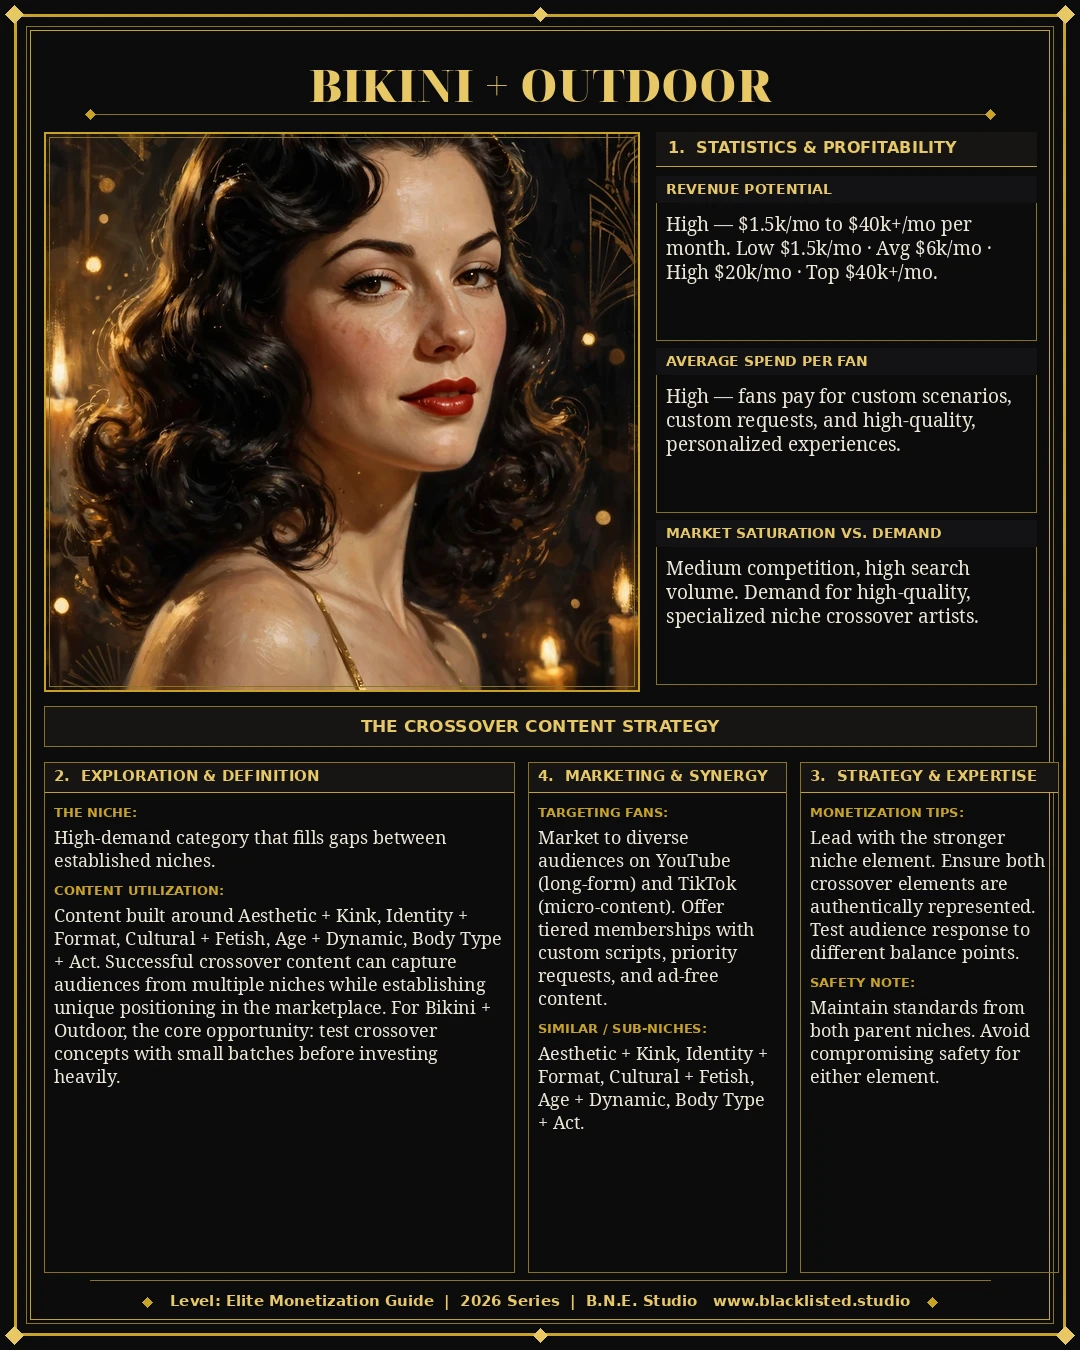 BIKINI + OUTDOOR
1. STATISTICS & PROFITABILITY
REVENUE POTENTIAL
High — $1.5k/mo to $40k+/mo per
month. Low $1.5k/mo · Avg $6k/mo ·
High $20k/mo · Top $40k+/mo.
AVERAGE SPEND PER FAN
High — fans pay for custom scenarios,
custom requests, and high-quality,
personalized experiences.
MARKET SATURATION VS. DEMAND
Medium competition, high search
volume. Demand for high-quality,
specialized niche crossover artists.
THE CROSSOVER CONTENT STRATEGY
2. EXPLORATION & DEFINITION
THE NICHE:
High-demand category that fills gaps between
established niches.
CONTENT UTILIZATION:
Content built around Aesthetic + Kink, Identity +
Format, Cultural + Fetish, Age + Dynamic, Body Type
+ Act. Successful crossover content can capture
audiences from multiple niches while establishing
unique positioning in the marketplace. For Bikini +
Outdoor, the core opportunity: test crossover
concepts with small batches before investing
heavily.
4. MARKETING & SYNERGY
TARGETING FANS:
Market to diverse
audiences on YouTube
(long-form) and TikTok
(micro-content). Offer
tiered memberships with
custom scripts, priority
requests, and ad-free
content.
SIMILAR / SUB-NICHES:
Aesthetic + Kink, Identity +
Format, Cultural + Fetish,
Age + Dynamic, Body Type
+ Act.
3. STRATEGY & EXPERTISE
MONETIZATION TIPS:
Lead with the stronger
niche element. Ensure both
crossover elements are
authentically represented.
Test audience response to
different balance points.
SAFETY NOTE:
Maintain standards from
both parent niches. Avoid
compromising safety for
either element.
Level: Elite Monetization Guide | 2026 Series | B.N.E. Studio www.blacklisted.studio